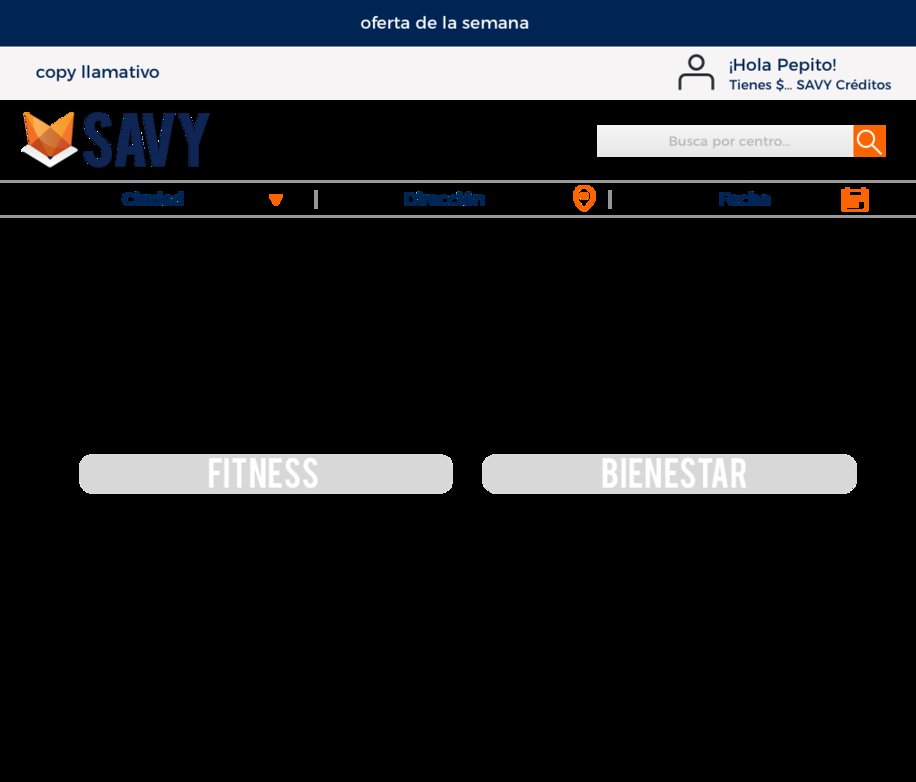 oferta de la semana
copy llamativo
¡Hola Pepito!
Tienes $... SAVY Créditos
SAVY
Busca por centro...
Ciudad
Dirección
Fecha
FITNESS
BIENESTAR